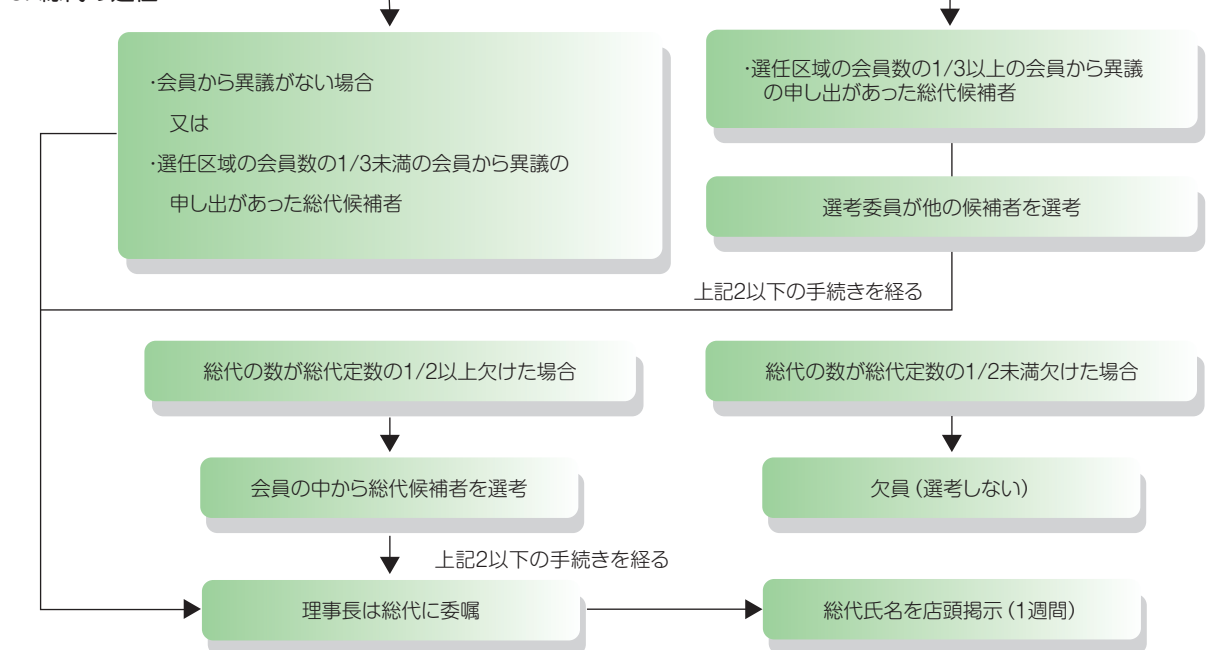 ・会員から異議がない場合
又は
・選任区域の会員数の1/3未満の会員から異議の
申し出があった総代候補者
・選任区域の会員数の1/3以上の会員から異議
の申し出があった総代候補者
選考委員が他の候補者を選考
上記2以下の手続きを経る
総代の数が総代定数の1/2以上欠けた場合
総代の数が総代定数の1/2未満欠けた場合
会員の中から総代候補者を選考
欠員（選考しない）
上記2以下の手続きを経る
理事長は総代に委嘱
総代氏名を店頭掲示（1週間）